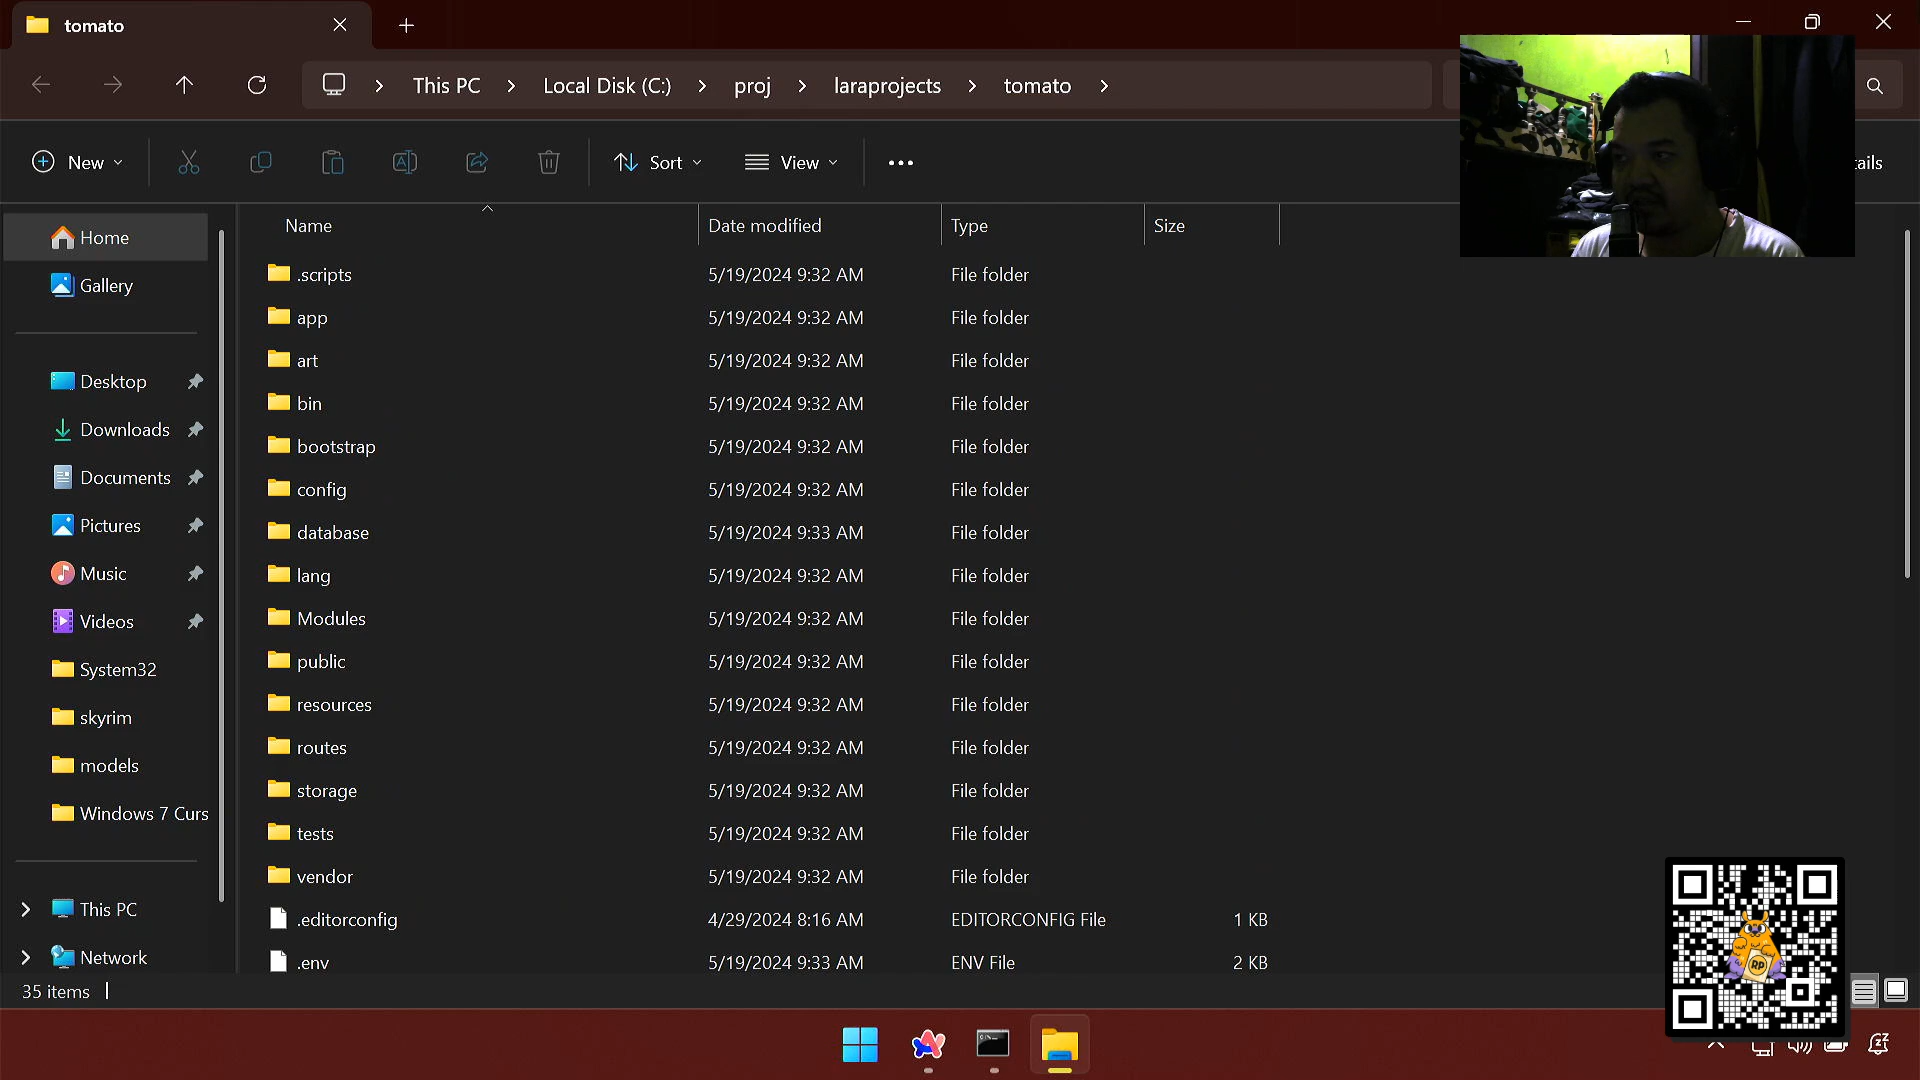 tomato
This PC
Local Disk (C:)
proj
laraprojects
tomato
New
Sort
View
tails
Name
Date modified
Type
Size
Home
Gallery
Desktop
Downloads
Documents
Pictures
Music
Videos
System32
skyrim
models
Windows 7 Curs
This PC
Network
.scripts 5/19/2024 9:32 AM File folder
app 5/19/2024 9:32 AM File folder
art 5/19/2024 9:32 AM File folder
bin 5/19/2024 9:32 AM File folder
bootstrap 5/19/2024 9:32 AM File folder
config 5/19/2024 9:32 AM File folder
database 5/19/2024 9:33 AM File folder
lang 5/19/2024 9:32 AM File folder
Modules 5/19/2024 9:32 AM File folder
public 5/19/2024 9:32 AM File folder
resources 5/19/2024 9:32 AM File folder
routes 5/19/2024 9:32 AM File folder
storage 5/19/2024 9:32 AM File folder
tests 5/19/2024 9:32 AM File folder
vendor 5/19/2024 9:32 AM File folder
.editorconfig 4/29/2024 8:16 AM EDITORCONFIG File 1 KB
.env 5/19/2024 9:33 AM ENV File 2 KB
35 items
RP